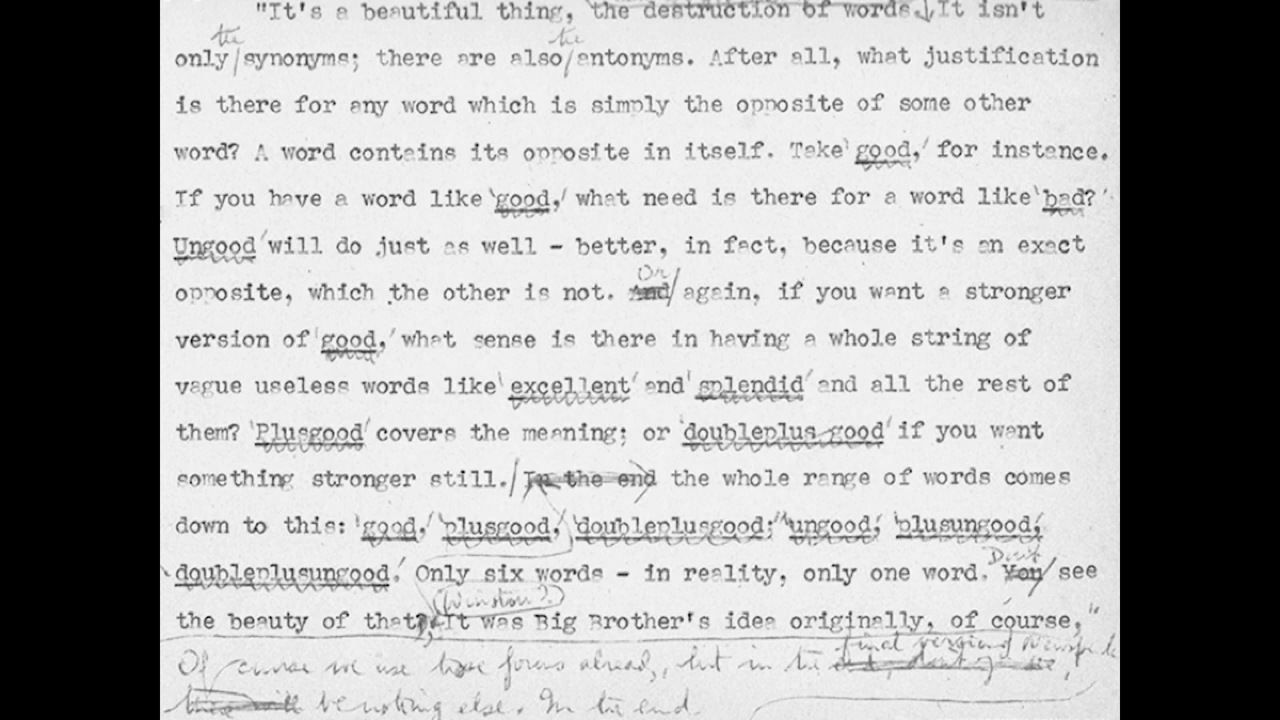 "It's a beautiful thing, the destruction of words. It isn't
the the
only/synonyms; there are also/antonyms. After all, what justification
is there for any word which is simply the opposite of some other
word? A word contains its opposite in itself. Take 'good,' for instance.
If you have a word like 'good,' what need is there for a word like 'bad?'
Ungood' will do just as well - better, in fact, because it's an exact
Or
opposite, which the other is not. And/again, if you want a stronger
version of 'good,' what sense is there in having a whole string of
vague useless words like 'excellent' and 'splendid' and all the rest of
them? 'Plusgood' covers the meaning; or 'doubleplus good' if you want
something stronger still./In the end the whole range of words comes
down to this: 'good,' 'plusgood,' 'doubleplusgood;' 'ungood,' 'plusungood,'
Don't
'doubleplusungood.' Only six words - in reality, only one word. You/see
(Winston?)
the beauty of that? It was Big Brother's idea originally, of course,"
final version Newspeak
Of course we use those forms already, but in the
be nothing else. In the end